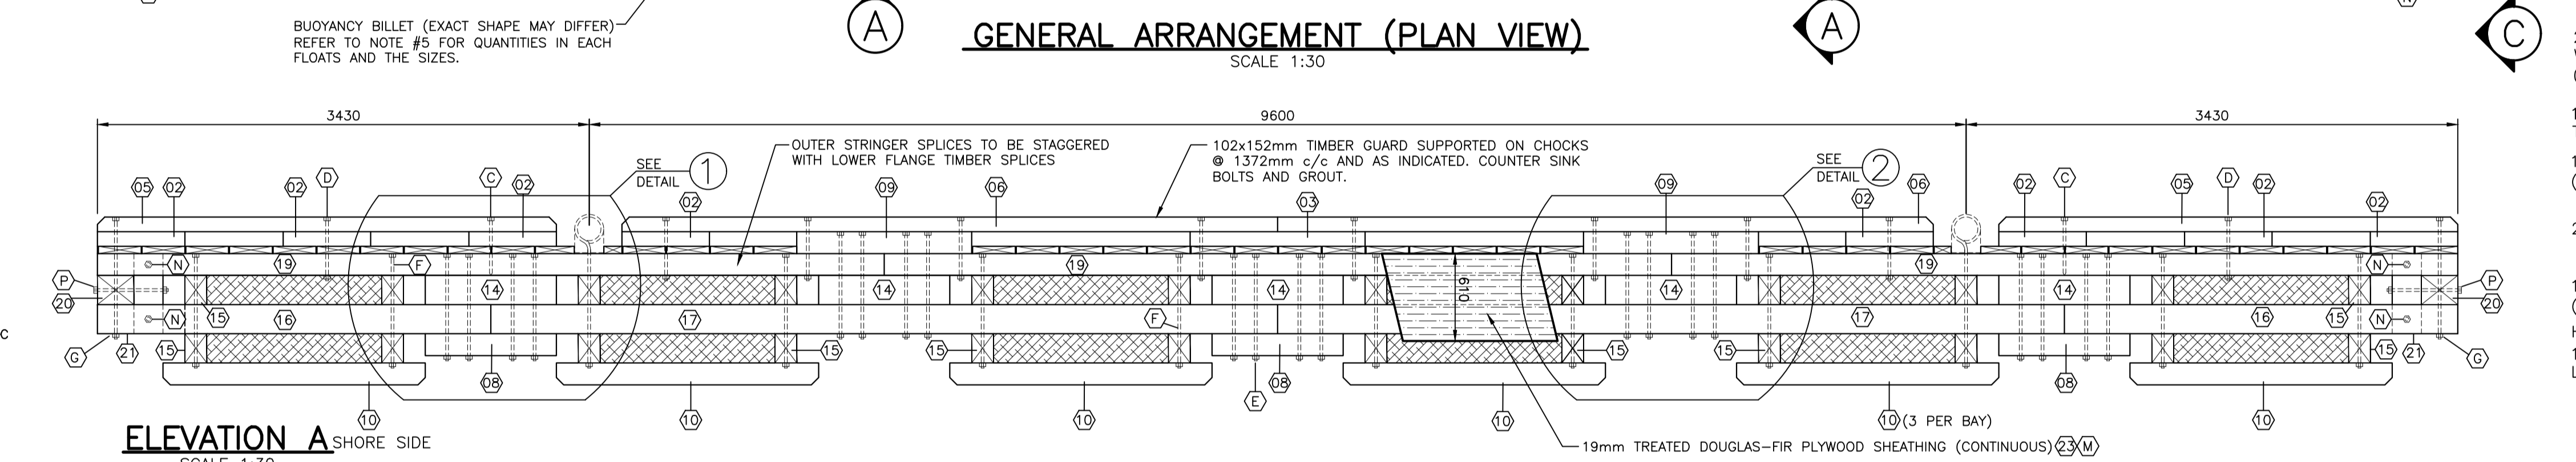 BUOYANCY BILLET (EXACT SHAPE MAY DIFFER)
REFER TO NOTE #5 FOR QUANTITIES IN EACH
FLOATS AND THE SIZES.
A
GENERAL ARRANGEMENT (PLAN VIEW)
SCALE 1:30
A
C
3430
9600
3430
OUTER STRINGER SPLICES TO BE STAGGERED
WITH LOWER FLANGE TIMBER SPLICES
102x152mm TIMBER GUARD SUPPORTED ON CHOCKS
@ 1372mm c/c AND AS INDICATED. COUNTER SINK
BOLTS AND GROUT.
SEE
DETAIL 1
SEE
DETAIL 2
05 02 02 D C 02 02 09 06 03 09 02 06 02 C 05 D 02 02
N 19 F 19 19 N
P 14 14 14 14 14 P
20 610 20
N 15 16 17 F 17 16 15 N
G 21 15 15 15 15 15 15 21 G
08 08 08
E
10 10 10 10 10 (3 PER BAY) 10
ELEVATION A SHORE SIDE
SCALE 1:30
19mm TREATED DOUGLAS-FIR PLYWOOD SHEATHING (CONTINUOUS) 23 M